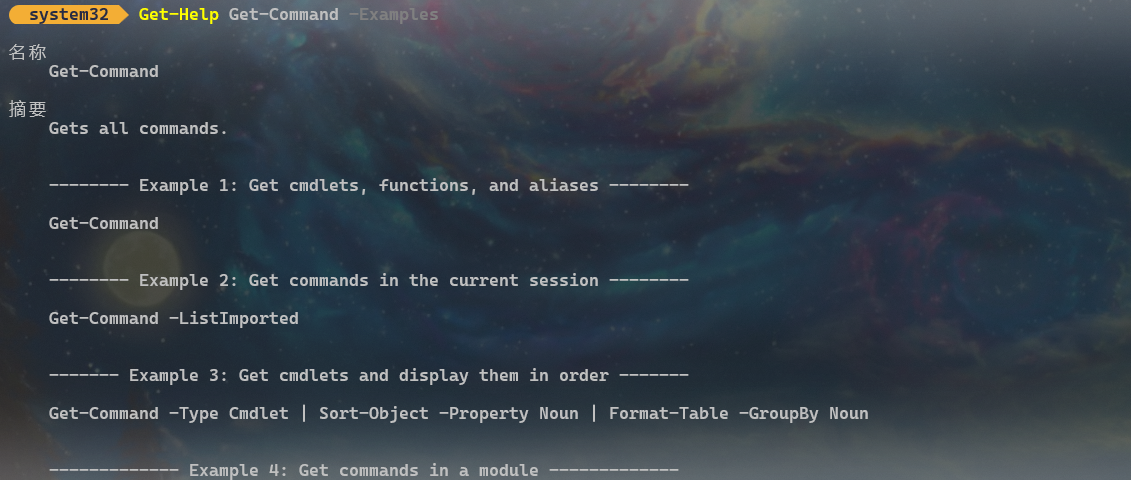 system32 Get-Help Get-Command -Examples
名称
Get-Command
摘要
Gets all commands.
-------- Example 1: Get cmdlets, functions, and aliases --------
Get-Command
-------- Example 2: Get commands in the current session --------
Get-Command -ListImported
------- Example 3: Get cmdlets and display them in order -------
Get-Command -Type Cmdlet | Sort-Object -Property Noun | Format-Table -GroupBy Noun
------------- Example 4: Get commands in a module -------------